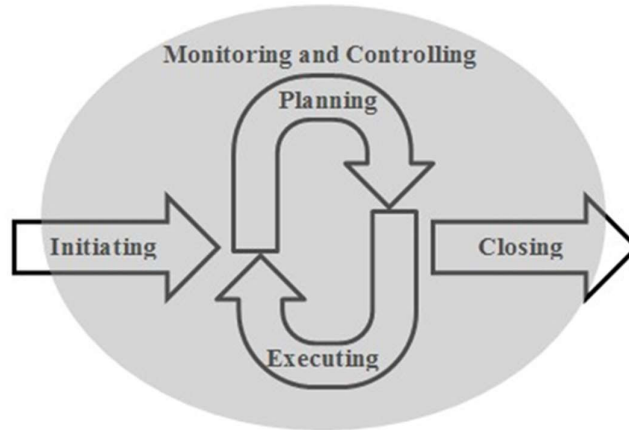 Monitoring and Controlling
Planning
Initiating
Closing
Executing